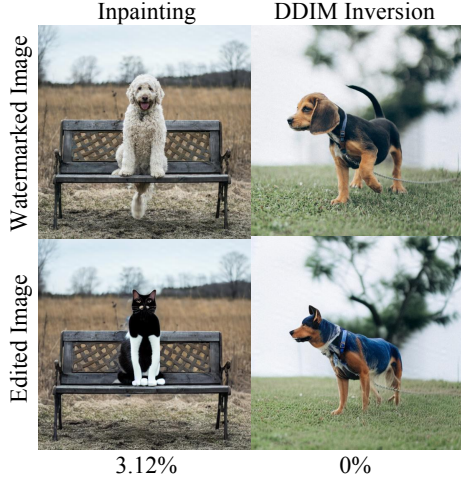 Inpainting
DDIM Inversion
Watermarked Image
Edited Image
3.12%
0%